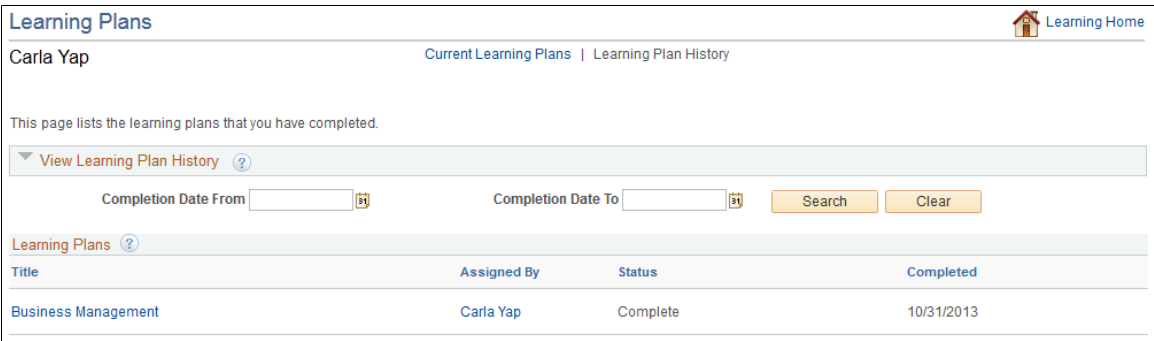 Learning Plans Learning Home
Carla Yap Current Learning Plans | Learning Plan History
This page lists the learning plans that you have completed.
View Learning Plan History ?
Completion Date From 31 Completion Date To 31 Search Clear
Learning Plans ?
Title Assigned By Status Completed
Business Management Carla Yap Complete 10/31/2013